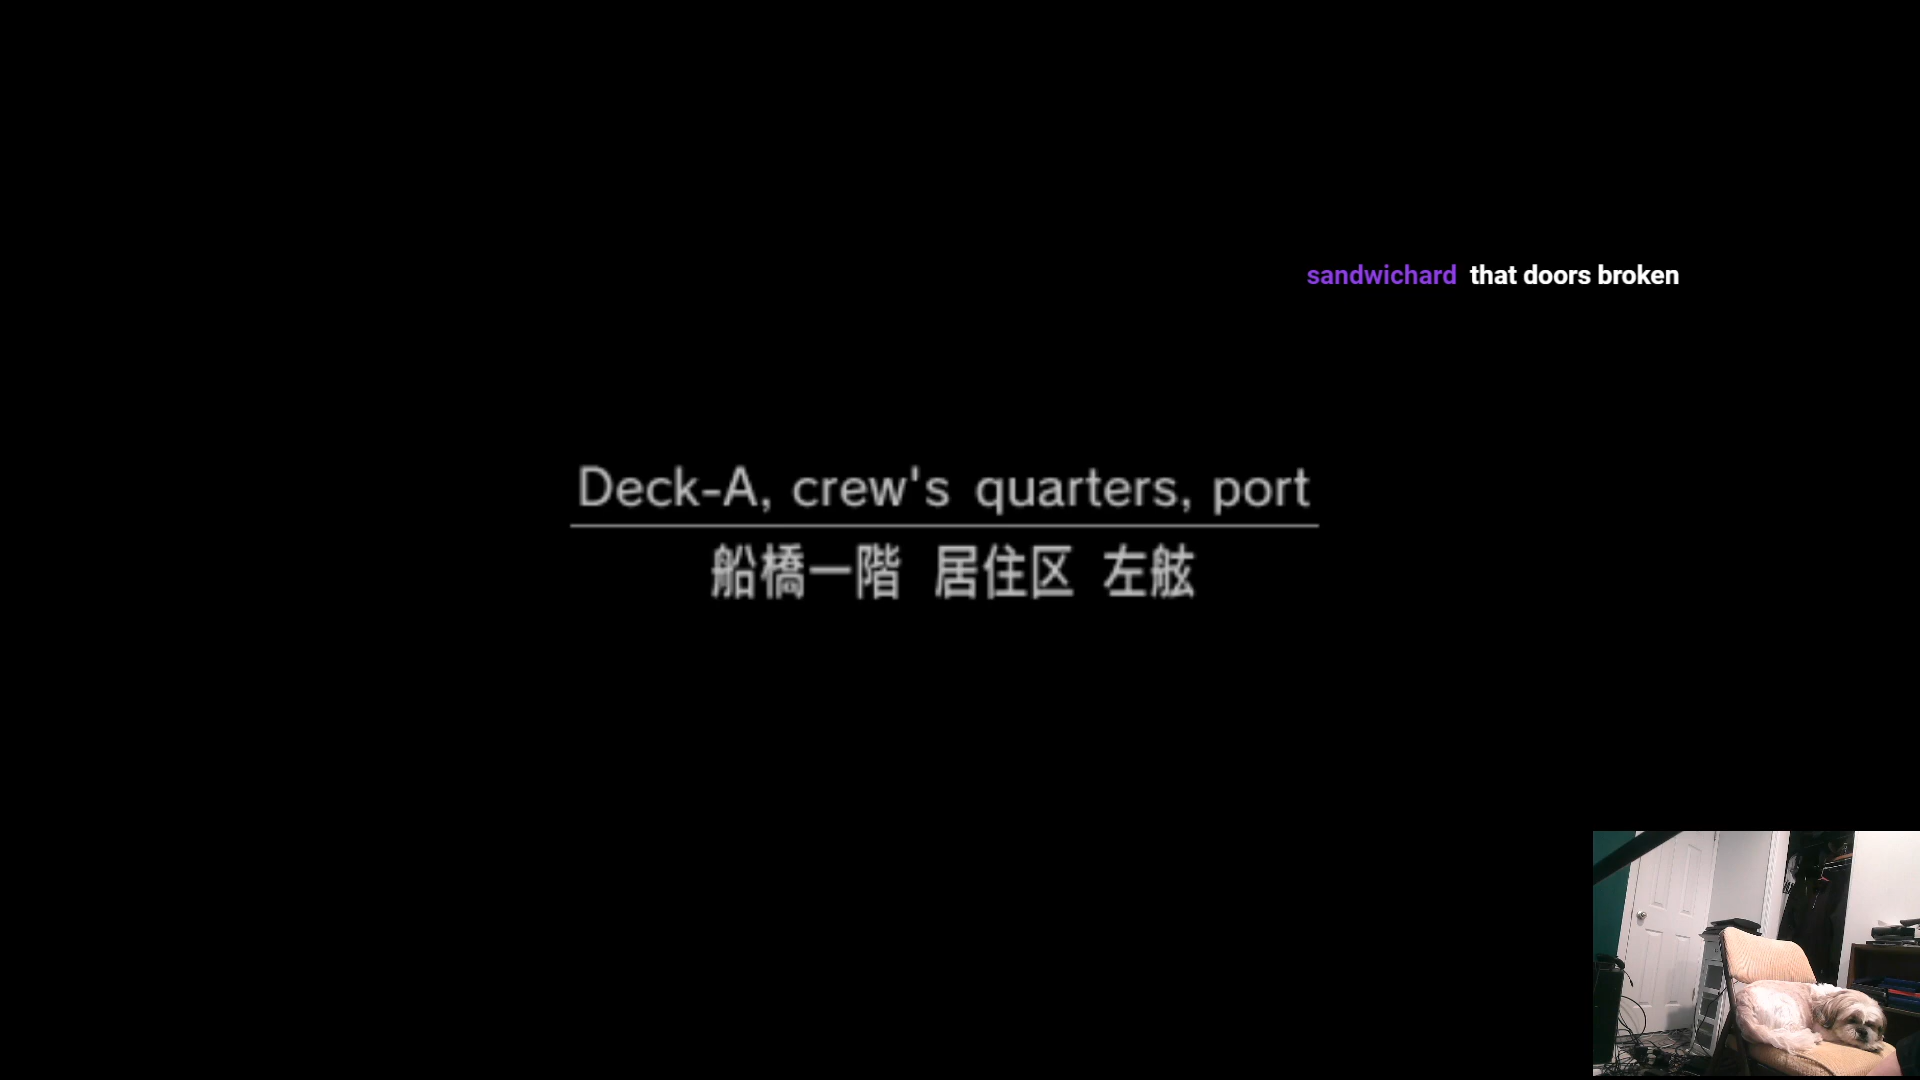 sandwichard that doors broken
Deck-A, crew's quarters, port
船橋一階 居住区 左舷